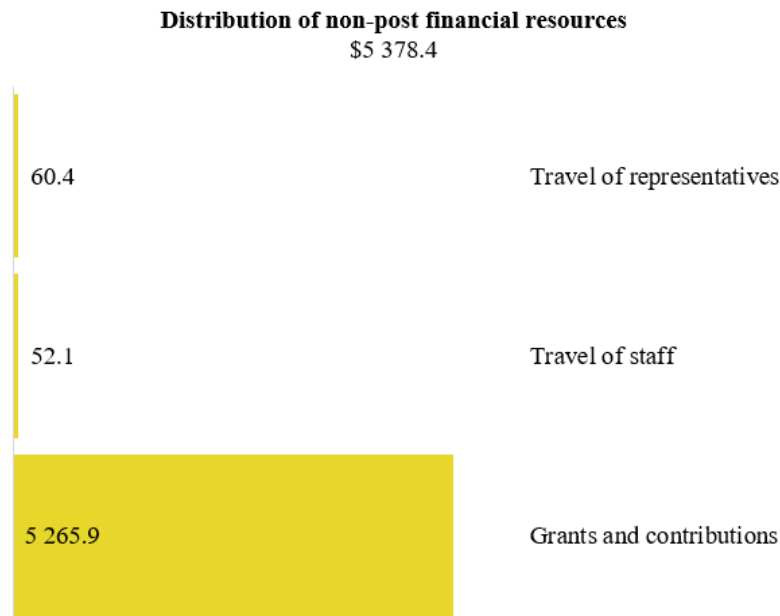 Distribution of non-post financial resources
$5 378.4
60.4 Travel of representatives
52.1 Travel of staff
5 265.9 Grants and contributions